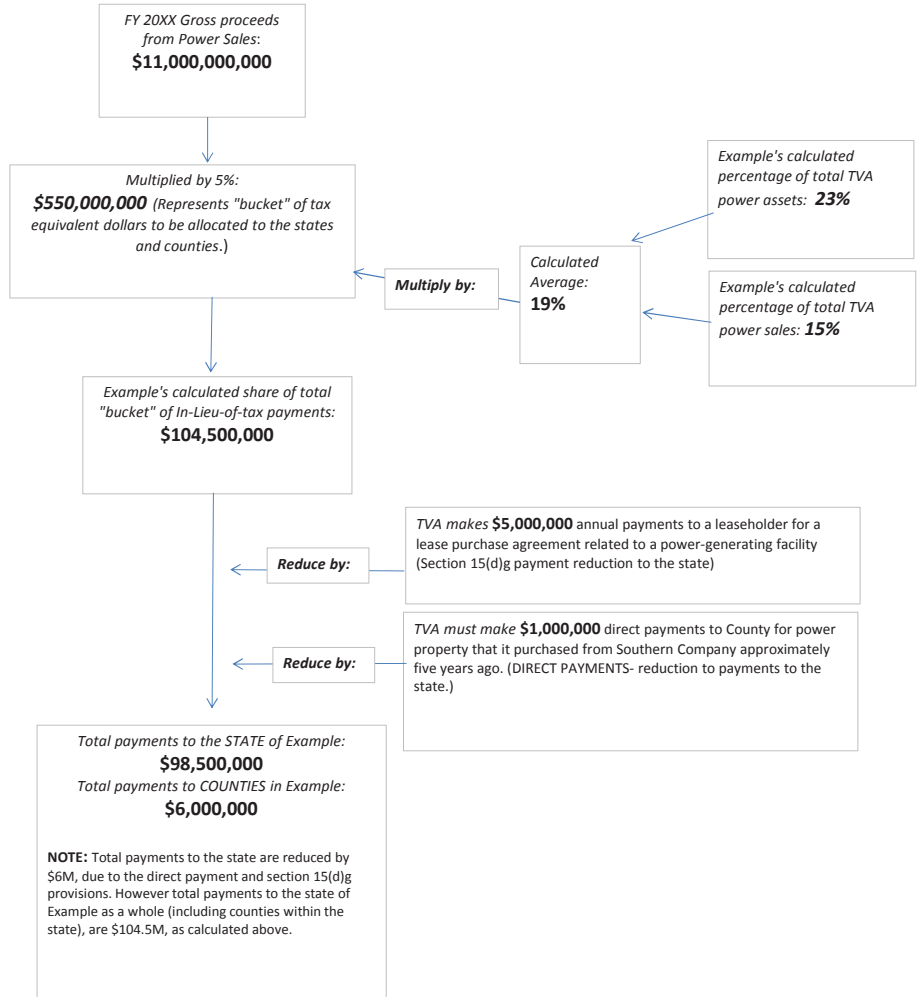 FY 20XX Gross proceeds
from Power Sales:
$11,000,000,000
Multiplied by 5%:
$550,000,000 (Represents "bucket" of tax
equivalent dollars to be allocated to the states
and counties.)
Example's calculated
percentage of total TVA
power assets: 23%
Multiply by:
Calculated
Average:
19%
Example's calculated
percentage of total TVA
power sales: 15%
Example's calculated share of total
"bucket" of In-Lieu-of-tax payments:
$104,500,000
Reduce by:
TVA makes $5,000,000 annual payments to a leaseholder for a
lease purchase agreement related to a power-generating facility
(Section 15(d)g payment reduction to the state)
Reduce by:
TVA must make $1,000,000 direct payments to County for power
property that it purchased from Southern Company approximately
five years ago. (DIRECT PAYMENTS- reduction to payments to the
state.)
Total payments to the STATE of Example:
$98,500,000
Total payments to COUNTIES in Example:
$6,000,000
NOTE: Total payments to the state are reduced by
$6M, due to the direct payment and section 15(d)g
provisions. However total payments to the state of
Example as a whole (including counties within the
state), are $104.5M, as calculated above.